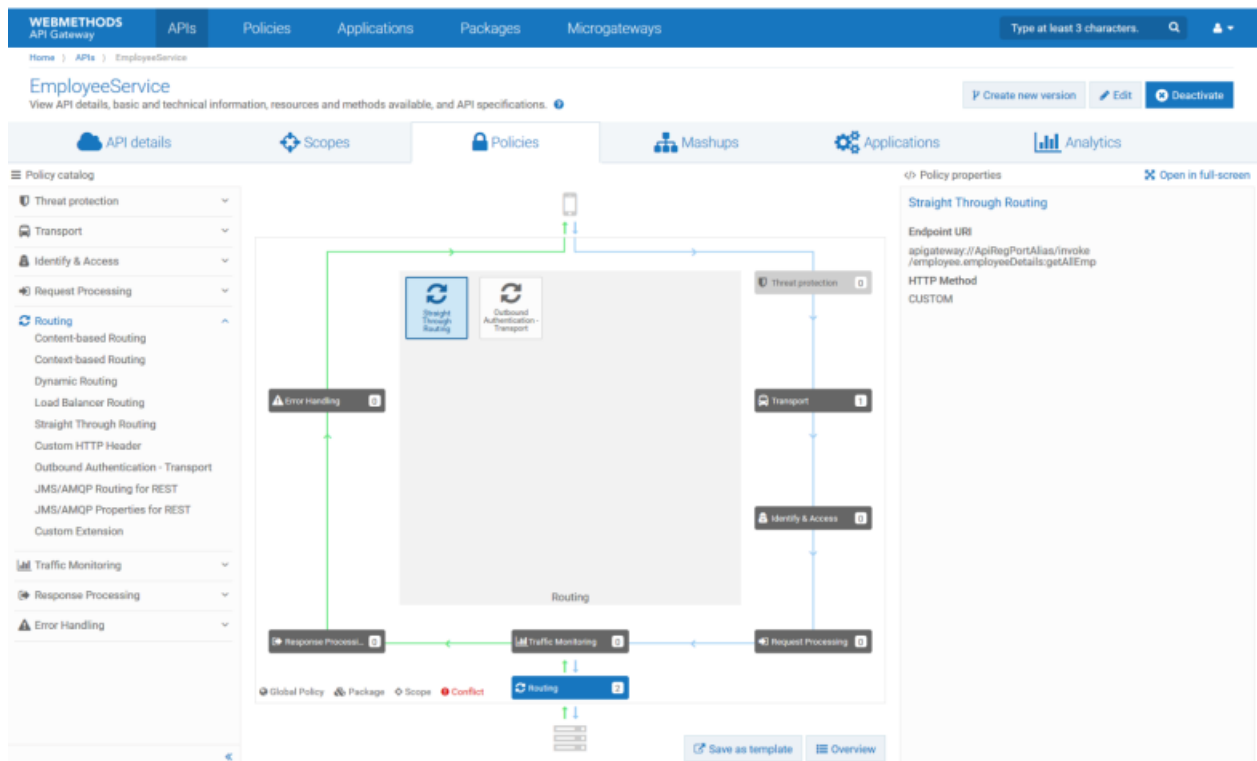 WEBMETHODS
API Gateway
APIs
Policies
Applications
Packages
Microgateways
Type at least 3 characters.
Home ) APIs ) EmployeeService
EmployeeService
View API details, basic and technical information, resources and methods available, and API specifications.
Create new version
Edit
Deactivate
API details
Scopes
Policies
Mashups
Applications
Analytics
Policy catalog
Threat protection
Transport
Identify & Access
Request Processing
Routing
Content-based Routing
Context-based Routing
Dynamic Routing
Load Balancer Routing
Straight Through Routing
Custom HTTP Header
Outbound Authentication - Transport
JMS/AMQP Routing for REST
JMS/AMQP Properties for REST
Custom Extension
Traffic Monitoring
Response Processing
Error Handling
Straight
Through
Routing
Outbound
Authentication -
Transport
Threat protection 0
Error Handling 0
Transport 1
Identify & Access 0
Routing
Response Processi... 0
Traffic Monitoring 0
Request Processing 0
Routing 2
Global Policy
Package
Scope
Conflict
Save as template
Overview
</> Policy properties
Open in full-screen
Straight Through Routing
Endpoint URI
apigateway://ApiRegPortAlias/invoke
/employee.employeeDetails:getAllEmp
HTTP Method
CUSTOM